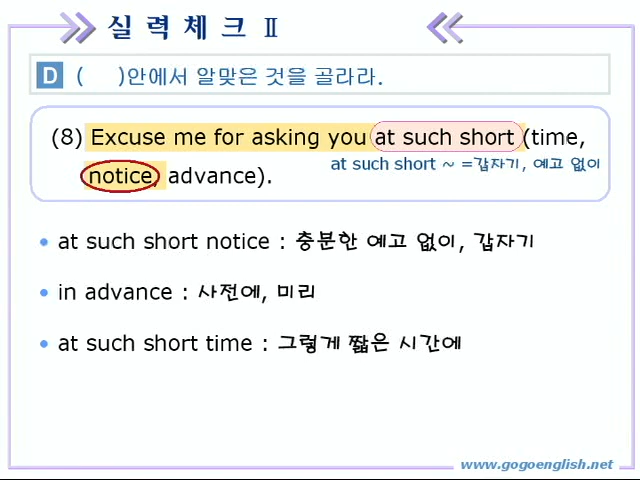 실력체크 Ⅱ
D (    )안에서 알맞은 것을 골라라.
(8) Excuse me for asking you at such short (time,
at such short ~ =갑자기, 예고 없이
notice, advance).
• at such short notice : 충분한 예고 없이, 갑자기
• in advance : 사전에, 미리
• at such short time : 그렇게 짧은 시간에
www.gogoenglish.net